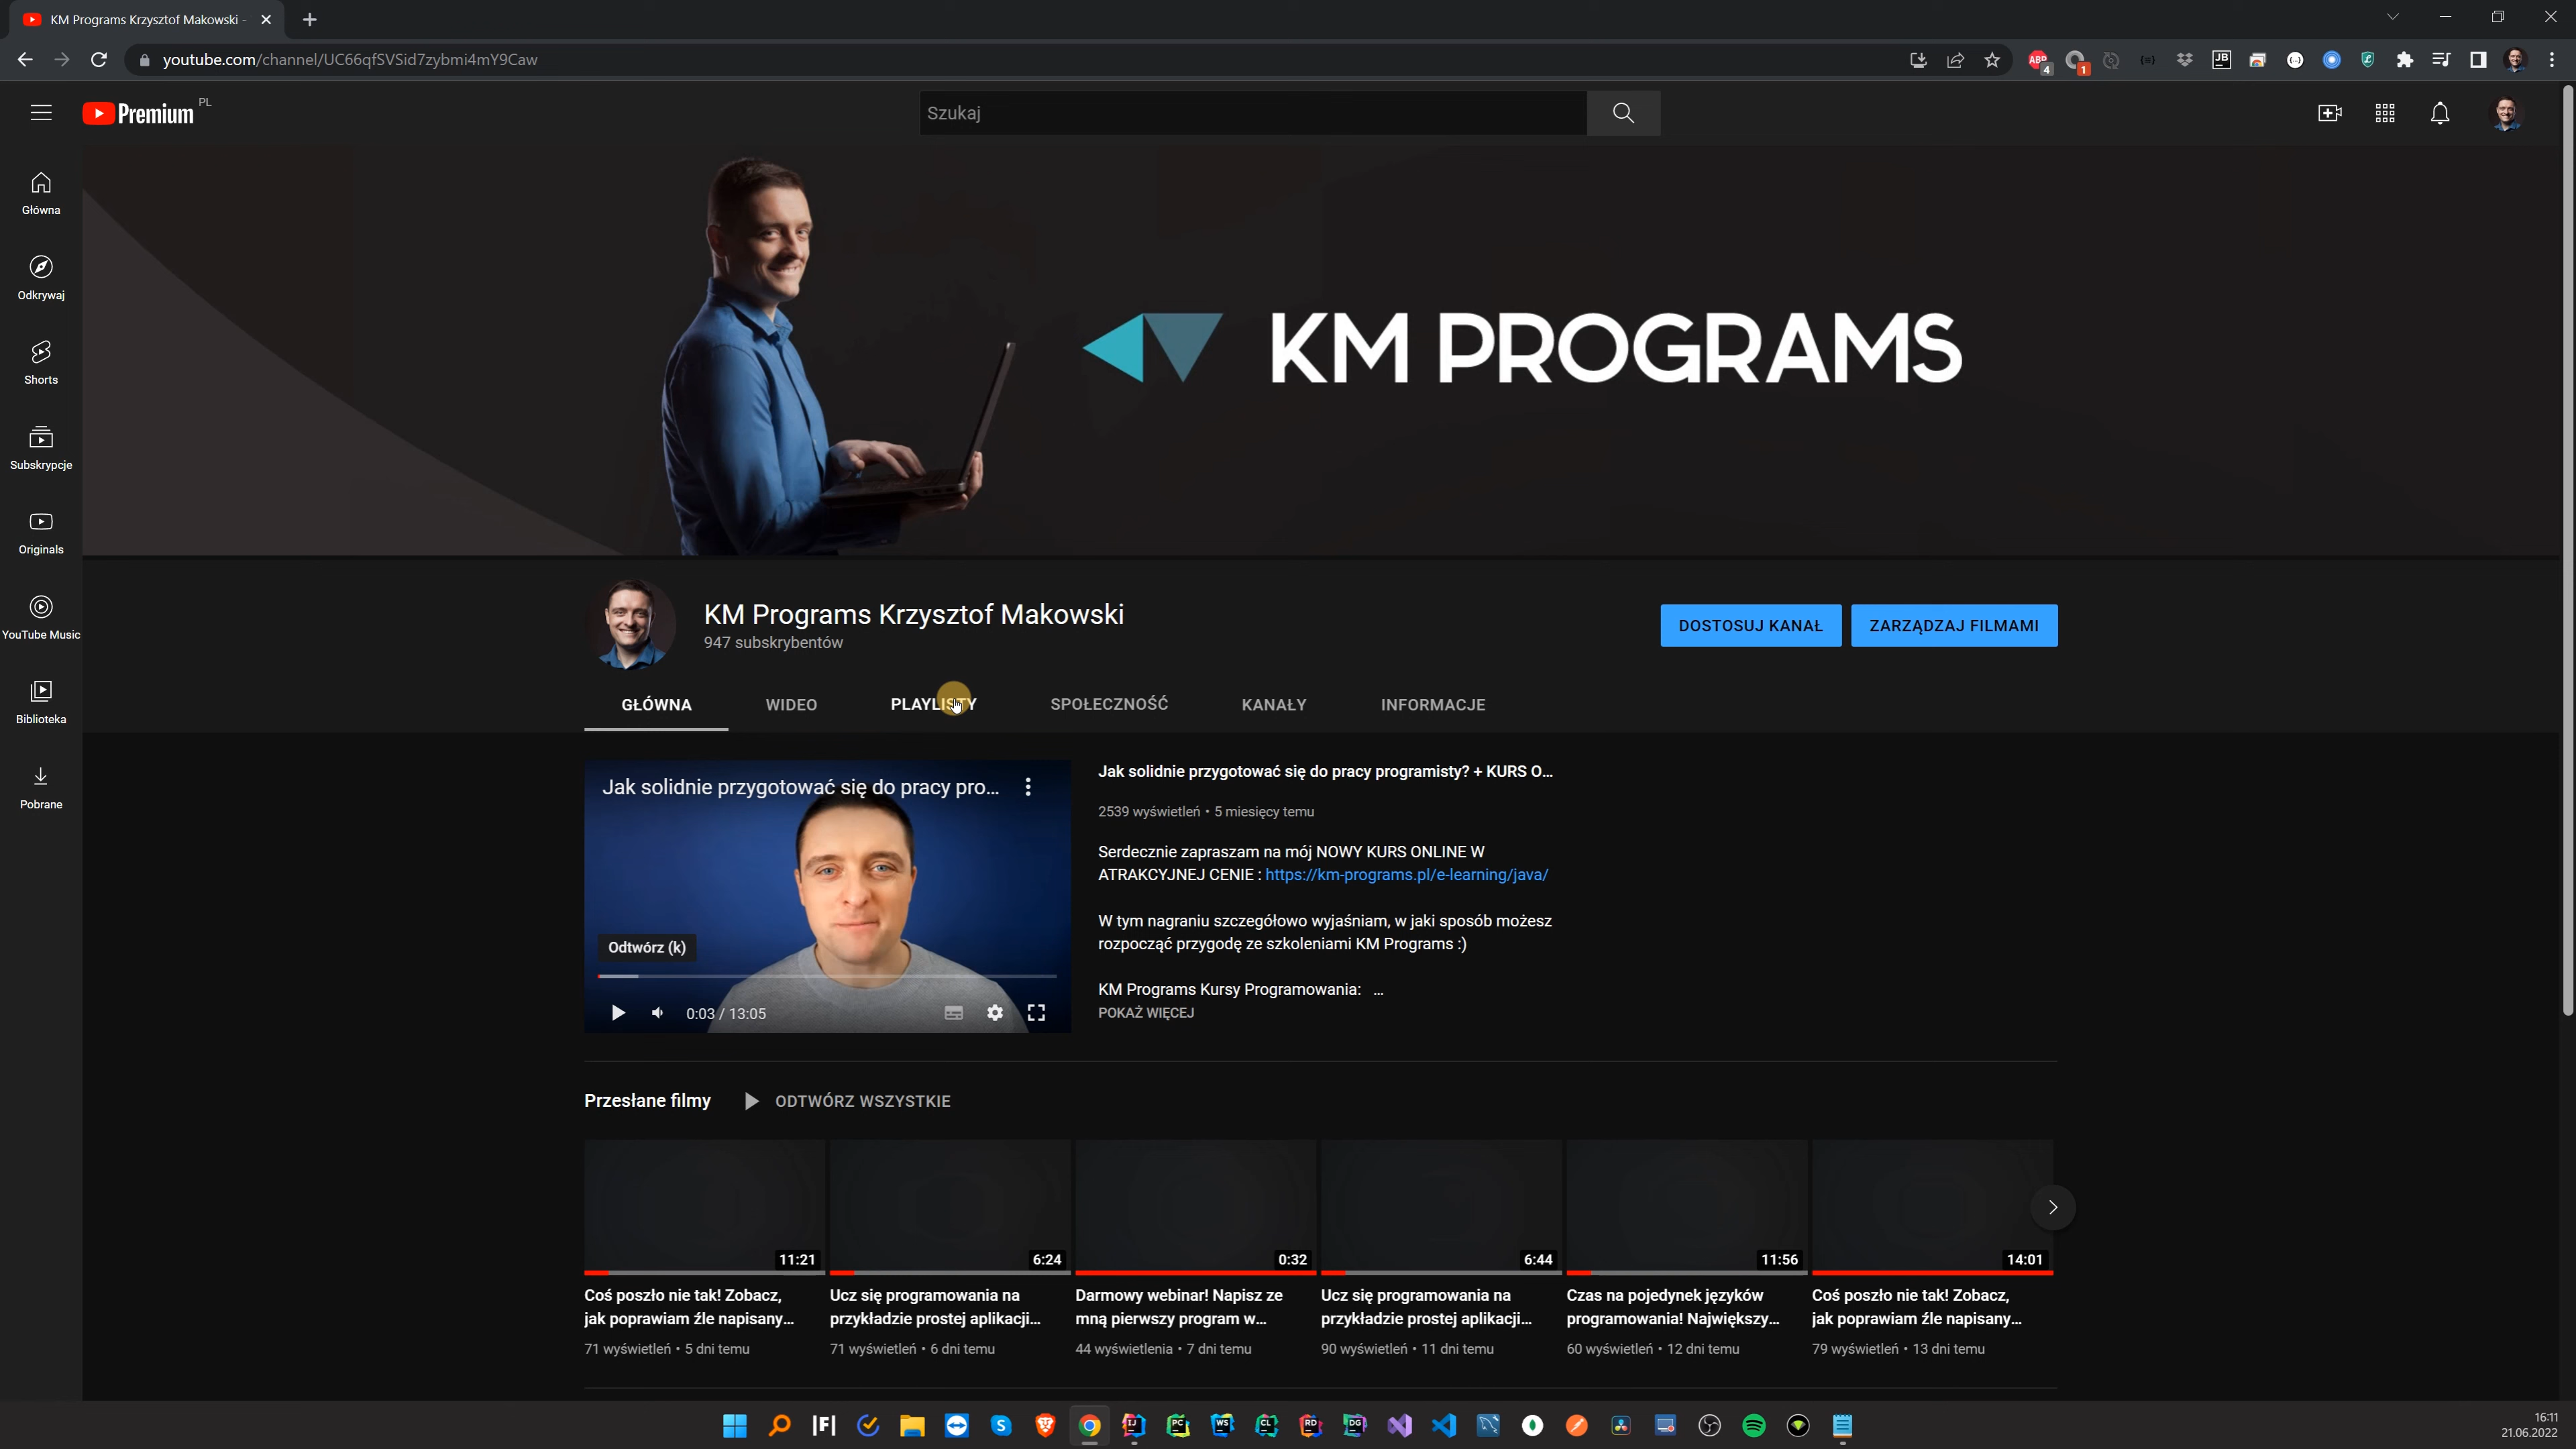 KM Programs Krzysztof Makowski -
youtube.com/channel/UC66qfSVSid7zybmi4mY9Caw
ABP
4
1
JB
Premium
PL
Szukaj
Główna
Odkrywaj
Shorts
Subskrypcje
Originals
YouTube Music
Biblioteka
Pobrane
KM PROGRAMS
KM Programs Krzysztof Makowski
947 subskrybentów
DOSTOSUJ KANAŁ
ZARZĄDZAJ FILMAMI
GŁÓWNA
WIDEO
PLAYLISTY
SPOŁECZNOŚĆ
KANAŁY
INFORMACJE
Jak solidnie przygotować się do pracy pro...
Odtwórz (k)
0:03 / 13:05
Jak solidnie przygotować się do pracy programisty? + KURS O...
2539 wyświetleń • 5 miesięcy temu
Serdecznie zapraszam na mój NOWY KURS ONLINE W
ATRAKCYJNEJ CENIE : https://km-programs.pl/e-learning/java/
W tym nagraniu szczegółowo wyjaśniam, w jaki sposób możesz
rozpocząć przygodę ze szkoleniami KM Programs :)
KM Programs Kursy Programowania: ...
POKAŻ WIĘCEJ
Przesłane filmy
ODTWÓRZ WSZYSTKIE
11:21
Coś poszło nie tak! Zobacz,
jak poprawiam źle napisany...
71 wyświetleń • 5 dni temu
6:24
Ucz się programowania na
przykładzie prostej aplikacji...
71 wyświetleń • 6 dni temu
0:32
Darmowy webinar! Napisz ze
mną pierwszy program w...
44 wyświetlenia • 7 dni temu
6:44
Ucz się programowania na
przykładzie prostej aplikacji...
90 wyświetleń • 11 dni temu
11:56
Czas na pojedynek języków
programowania! Największy...
60 wyświetleń • 12 dni temu
14:01
Coś poszło nie tak! Zobacz,
jak poprawiam źle napisany...
79 wyświetleń • 13 dni temu
IJ
PC
WS
CL
RD
DG
16:11
21.06.2022